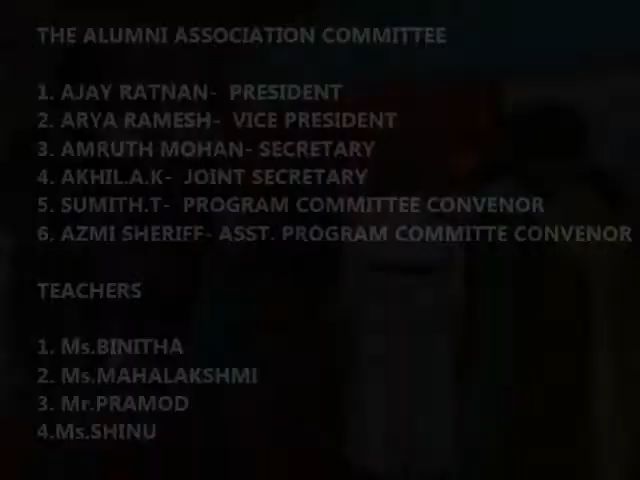 THE ALUMNI ASSOCIATION COMMITTEE
1. AJAY RATNAN-  PRESIDENT
2. ARYA RAMESH-  VICE PRESIDENT
3. AMRUTH MOHAN- SECRETARY
4. AKHIL.A.K-  JOINT SECRETARY
5. SUMITH.T-  PROGRAM COMMITTEE CONVENOR
6. AZMI SHERIFF- ASST. PROGRAM COMMITTE CONVENOR
TEACHERS
1. Ms.BINITHA
2. Ms.MAHALAKSHMI
3. Mr.PRAMOD
4.Ms.SHINU